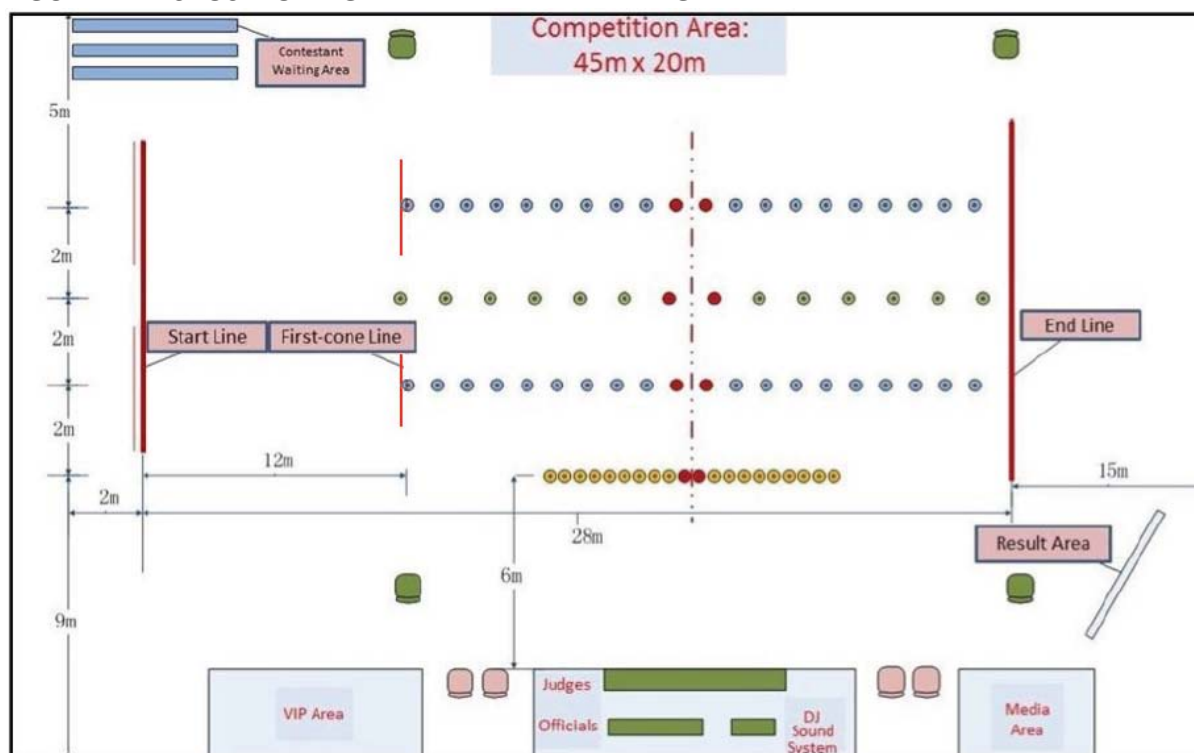 Competition Area:
45m x 20m
Contestant
Waiting Area
5m
2m
2m
2m
Start Line
First-cone Line
End Line
12m
2m
28m
15m
6m
9m
Result Area
VIP Area
Judges
Officials
DJ
Sound
System
Media
Area